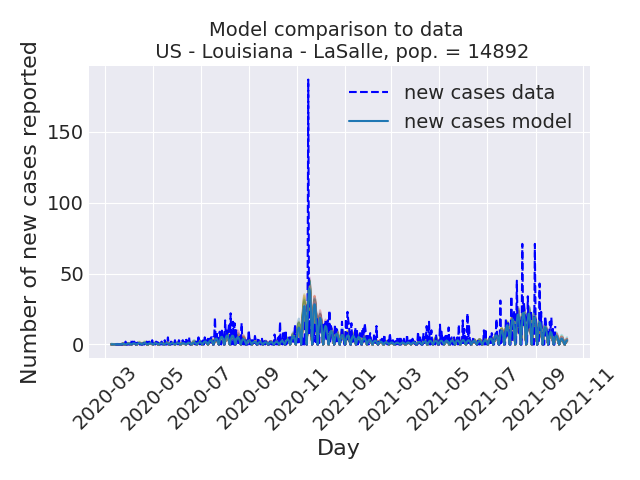 Model comparison to data
US - Louisiana - LaSalle, pop. = 14892
Number of new cases reported
150
100
50
0
new cases data
new cases model
2020-03
2020-05
2020-07
2020-09
2020-11
2021-01
2021-03
2021-05
2021-07
2021-09
2021-11
Day